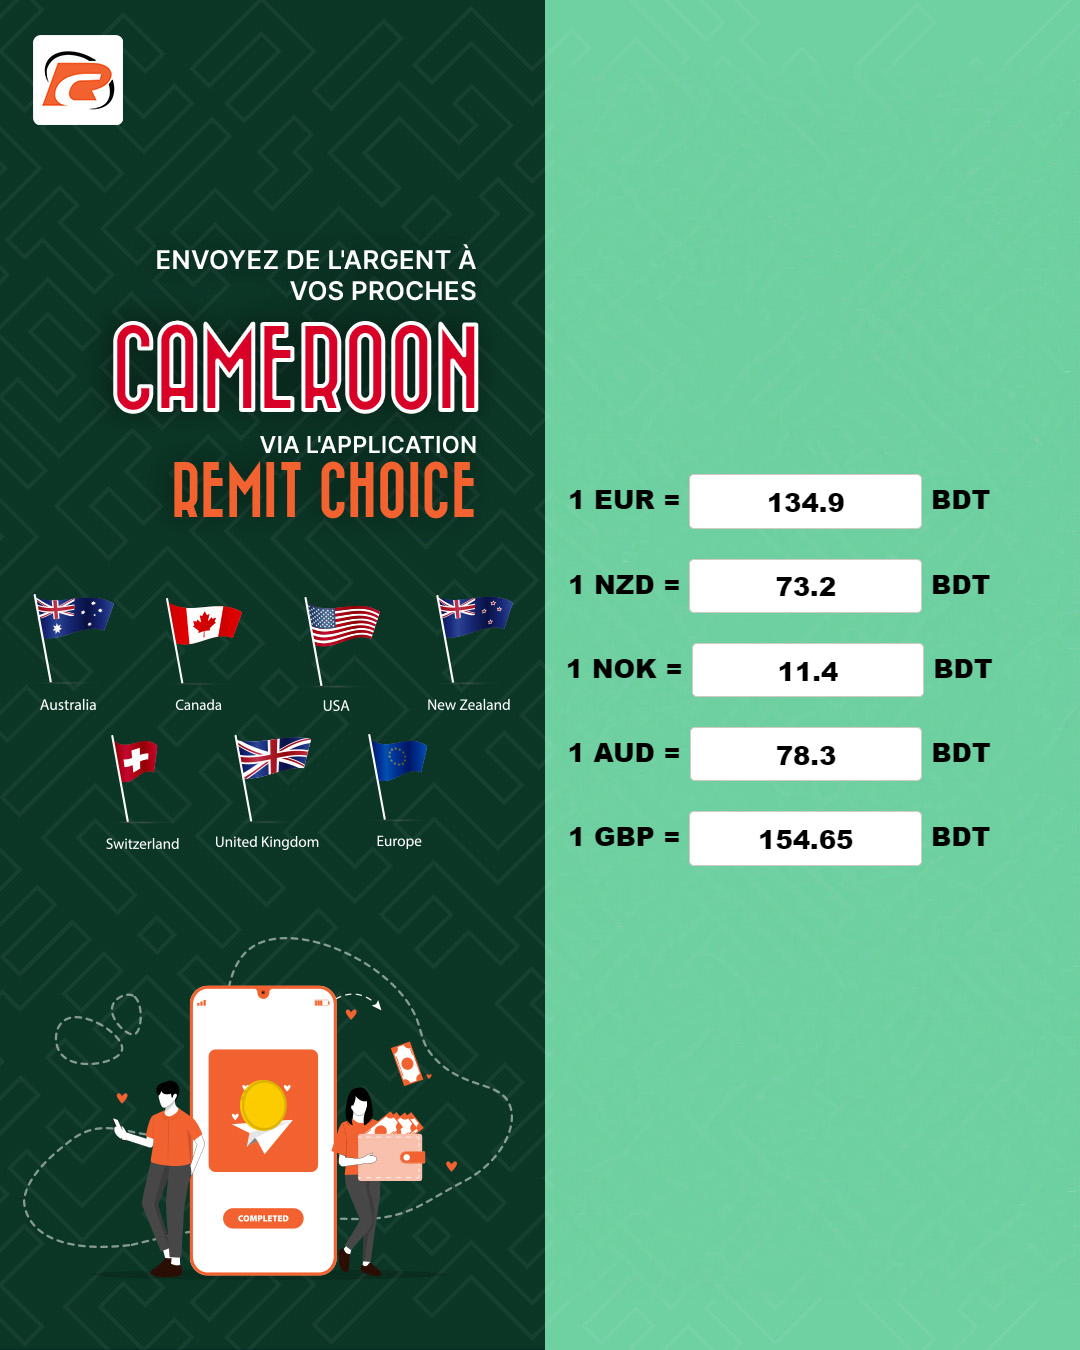 ENVOYEZ DE L'ARGENT À
VOS PROCHES
CAMEROON
VIA L'APPLICATION
REMIT CHOICE
Australia
Canada
USA
New Zealand
Switzerland
United Kingdom
Europe
COMPLETED
1 EUR = 134.9 BDT
1 NZD = 73.2 BDT
1 NOK = 11.4 BDT
1 AUD = 78.3 BDT
1 GBP = 154.65 BDT